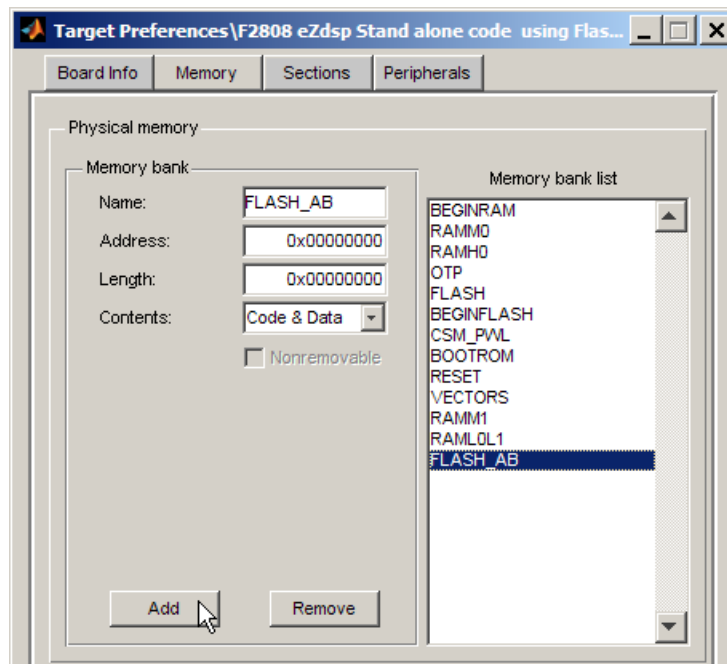 Target Preferences\F2808 eZdsp Stand alone code using Flas...
Board Info Memory Sections Peripherals
Physical memory
Memory bank
Name: FLASH_AB
Address: 0x00000000
Length: 0x00000000
Contents: Code & Data
Nonremovable
Add Remove
Memory bank list
BEGINRAM
RAMM0
RAMH0
OTP
FLASH
BEGINFLASH
CSM_PWL
BOOTROM
RESET
VECTORS
RAMM1
RAML0L1
FLASH_AB